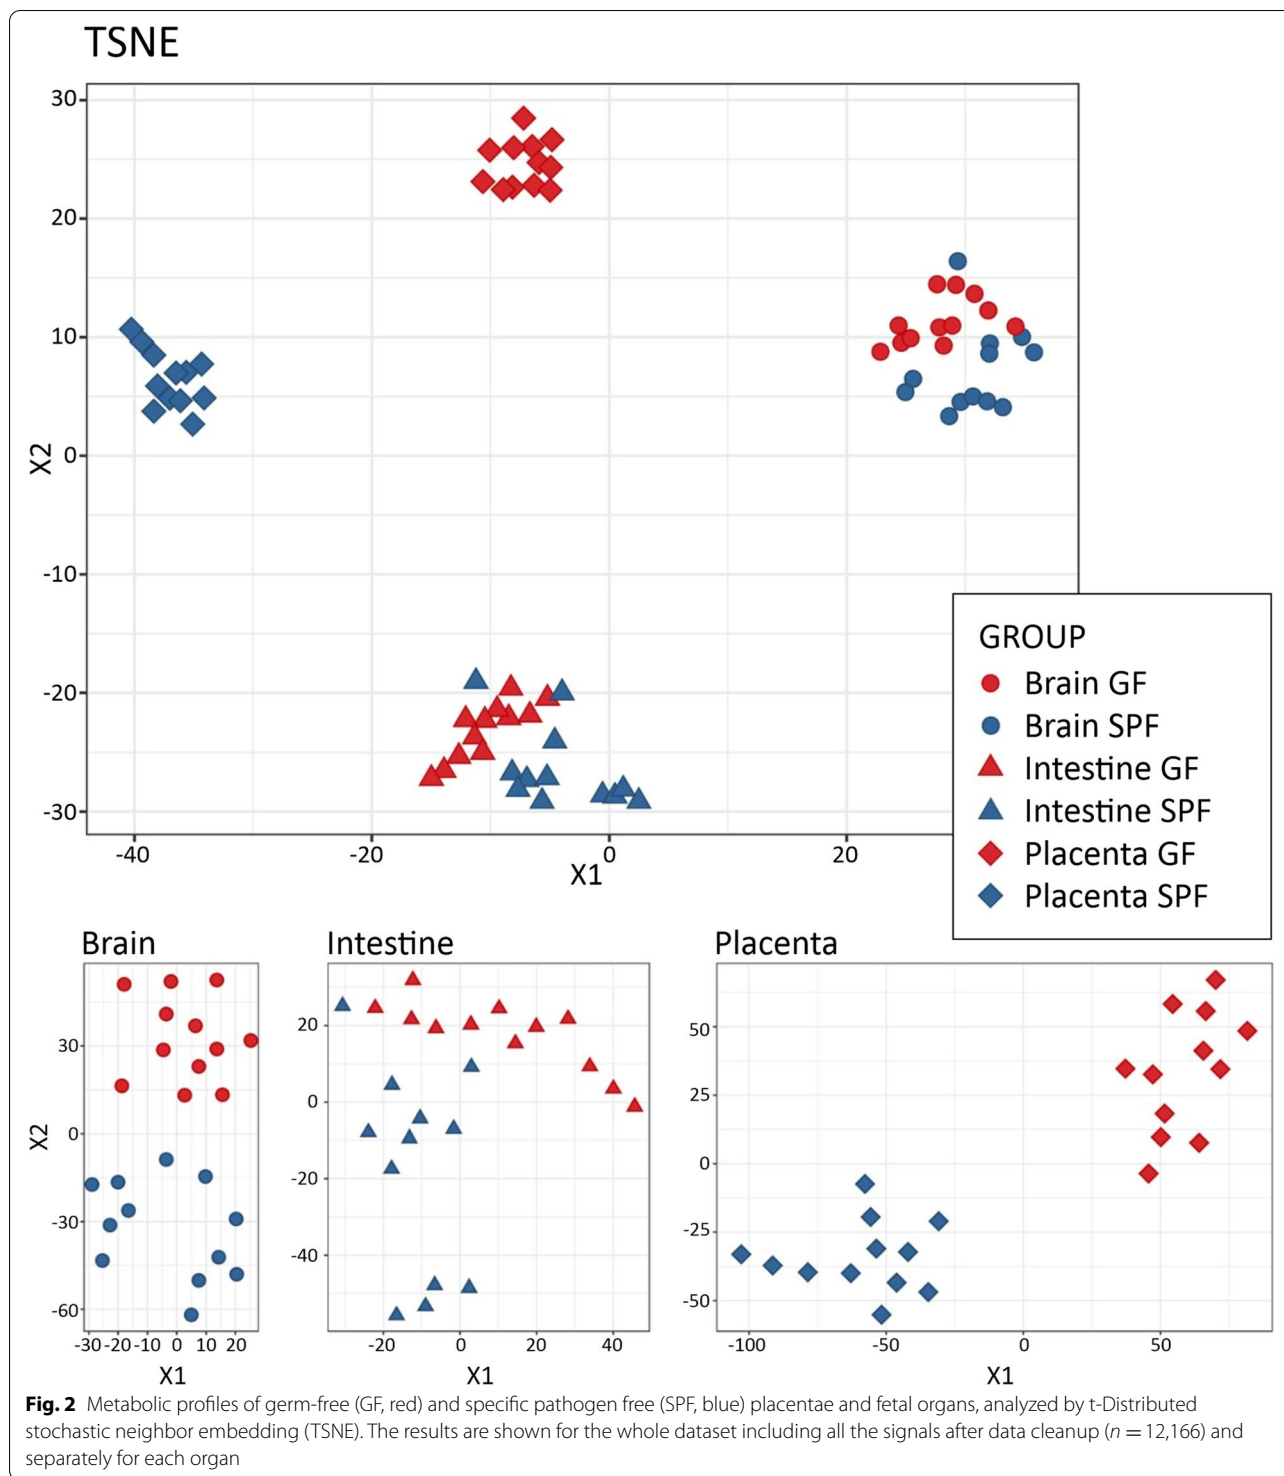 TSNE
30
20
10
0
-10
-20
-30
X2
-40
-20
0
20
X1
GROUP
Brain GF
Brain SPF
Intestine GF
Intestine SPF
Placenta GF
Placenta SPF
Brain
30
0
-30
-60
X2
-30 -20 -10 0 10 20
X1
Intestine
20
0
-20
-40
-20 0 20 40
X1
Placenta
50
25
0
-25
-50
-100 -50 0 50
X1
Fig. 2 Metabolic profiles of germ-free (GF, red) and specific pathogen free (SPF, blue) placentae and fetal organs, analyzed by t-Distributed
stochastic neighbor embedding (TSNE). The results are shown for the whole dataset including all the signals after data cleanup (n = 12,166) and
separately for each organ